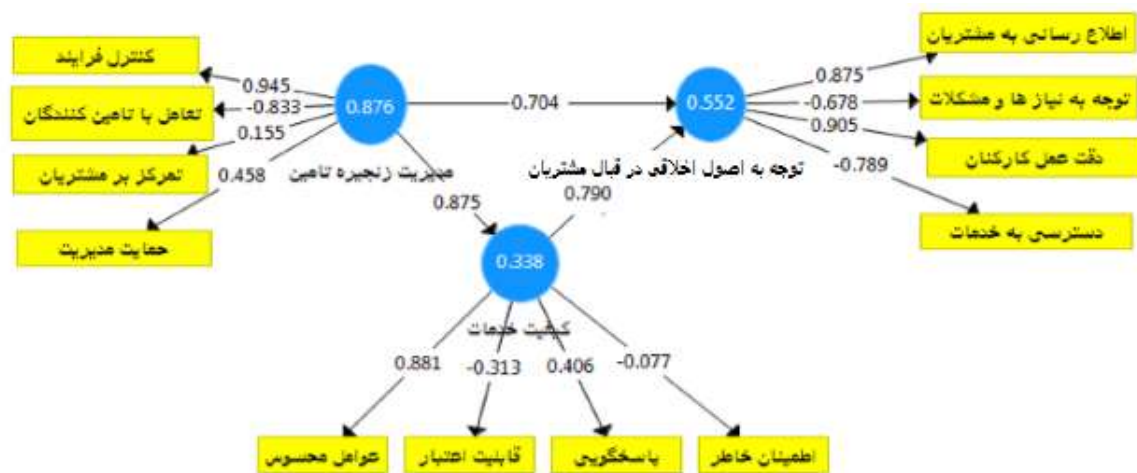 اطلاع رسانی به مشتریان
کنترل فرایند
0.945
0.876
0.704
0.552
0.875
توجه به نیاز ها و مشکلات
-0.678
تعامل با تامین کنندگان
-0.833
0.905
0.155
دقت عمل کارکنان
تمرکز بر مشتریان
0.458
مدیریت زنجیره تامین
توجه به اصول اخلاقی در قبال مشتریان
-0.789
0.875
0.790
دسترسی به خدمات
حمایت مدیریت
0.338
کیفیت خدمات
0.881
-0.313
0.406
-0.077
اطمینان خاطر
پاسخگویی
قابلیت اعتبار
عوامل محسوس